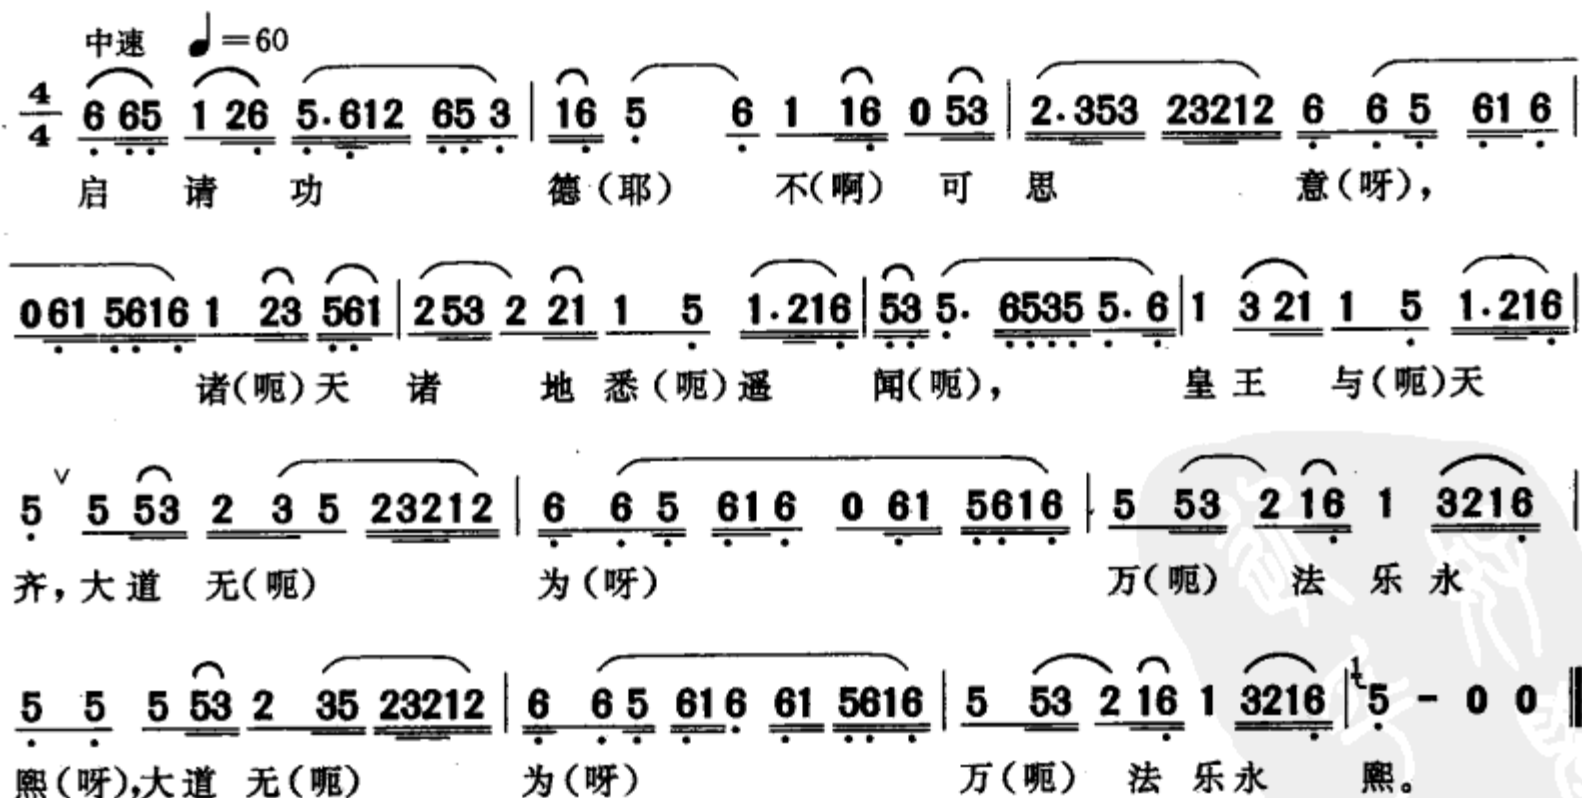 中速 ♩=60
4/4 6 65 1 26 5·612 65 3 | 16 5 6 1 16 0 53 | 2·353 23212 6 6 5 61 6 |
启 请 功 德(耶) 不(啊) 可 思 意(呀),
061 5616 1 23 561 | 253 2 21 1 5 1·216 | 53 5· 6535 5·6 | 1 3 21 1 5 1·216 |
诸(呃)天 诸 地 悉(呃)遥 闻(呃), 皇 王 与(呃)天
5 ∨ 5 53 2 3 5 23212 | 6 6 5 61 6 0 61 5616 | 5 53 2 16 1 3216 |
齐,大 道 无(呃) 为(呀) 万(呃) 法 乐 永
5 5 5 53 2 35 23212 | 6 6 5 61 6 61 5616 | 5 53 2 16 1 3216 | 1 5 - 0 0 ‖
熙(呀),大道 无(呃) 为(呀) 万(呃) 法 乐永 熙。